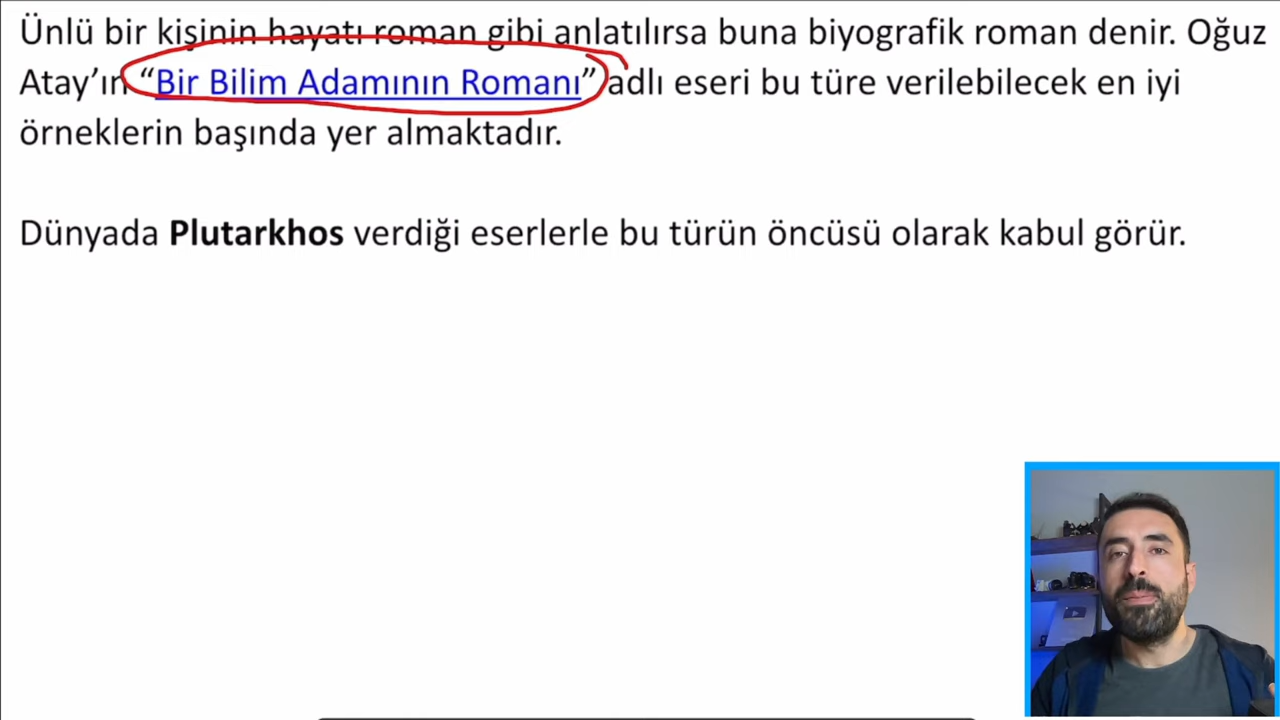 Ünlü bir kişinin hayatı roman gibi anlatılırsa buna biyografik roman denir. Oğuz
Atay’ın “Bir Bilim Adamının Romanı” adlı eseri bu türe verilebilecek en iyi
örneklerin başında yer almaktadır.
Dünyada Plutarkhos verdiği eserlerle bu türün öncüsü olarak kabul görür.